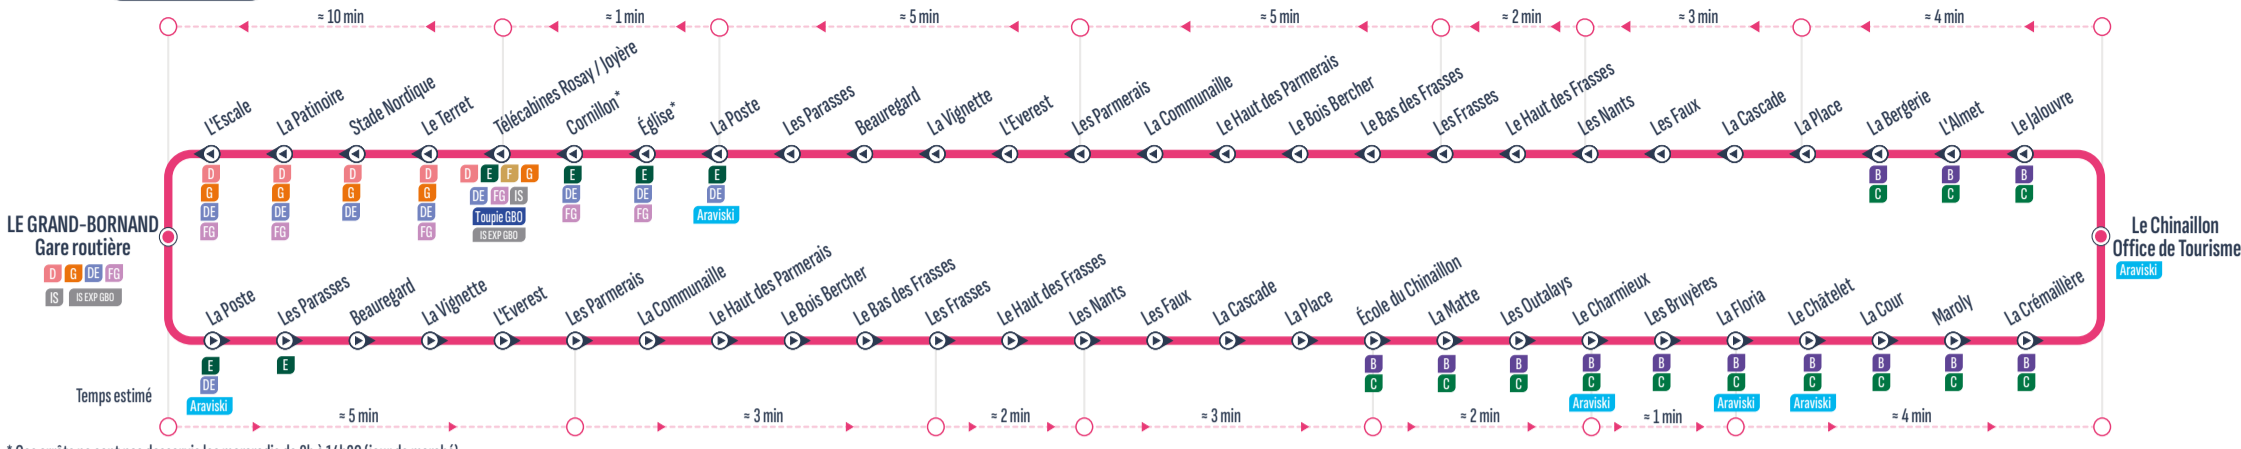 ≈ 10 min
≈ 1 min
≈ 5 min
≈ 5 min
≈ 2 min
≈ 3 min
≈ 4 min
L'Escale
La Patinoire
Stade Nordique
Le Terret
Télécabines Rosay / Joyère
Cornillon*
Église*
La Poste
Les Parasses
Beauregard
La Vignette
L'Everest
Les Parmerais
La Communaille
Le Haut des Parmerais
Le Bois Bercher
Le Bas des Frasses
Les Frasses
Le Haut des Frasses
Les Nants
Les Faux
La Cascade
La Place
La Bergerie
L'Almet
Le Jalouvre
D G DE FG
D G DE FG
D G DE
D G DE FG
D E F G
DE FG IS
Toupie GBO
IS EXP GBO
E DE FG
E DE FG
E DE Araviski
B C
B C
B C
LE GRAND-BORNAND
Gare routière
D G DE FG
IS IS EXP GBO
Le Chinaillon
Office de Tourisme
Araviski
La Poste
Les Parasses
Beauregard
La Vignette
L'Everest
Les Parmerais
La Communaille
Le Haut des Parmerais
Le Bois Bercher
Le Bas des Frasses
Les Frasses
Le Haut des Frasses
Les Nants
Les Faux
La Cascade
La Place
École du Chinaillon
La Matte
Les Outalays
Le Charmieux
Les Bruyères
La Floria
Le Châtelet
La Cour
Maroly
La Crémaillère
E DE Araviski
E
B C
B C
B C
B C Araviski
B C
B C Araviski
B C Araviski
B C
B C
B C
Temps estimé
≈ 5 min
≈ 3 min
≈ 2 min
≈ 3 min
≈ 2 min
≈ 1 min
≈ 4 min